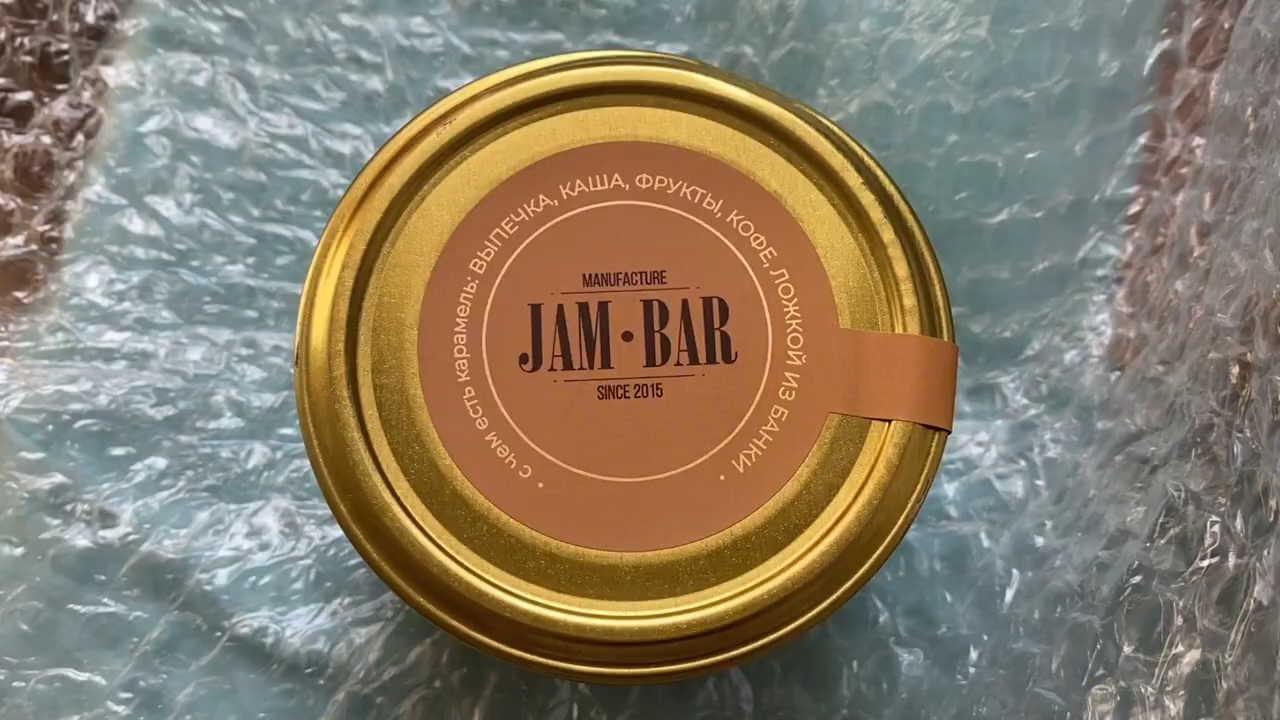 • с чем есть карамель: ВЫПЕЧКА, КАША, ФРУКТЫ, КОФЕ, ЛОЖКОЙ ИЗ БАНКИ •
MANUFACTURE
JAM • BAR
SINCE 2015